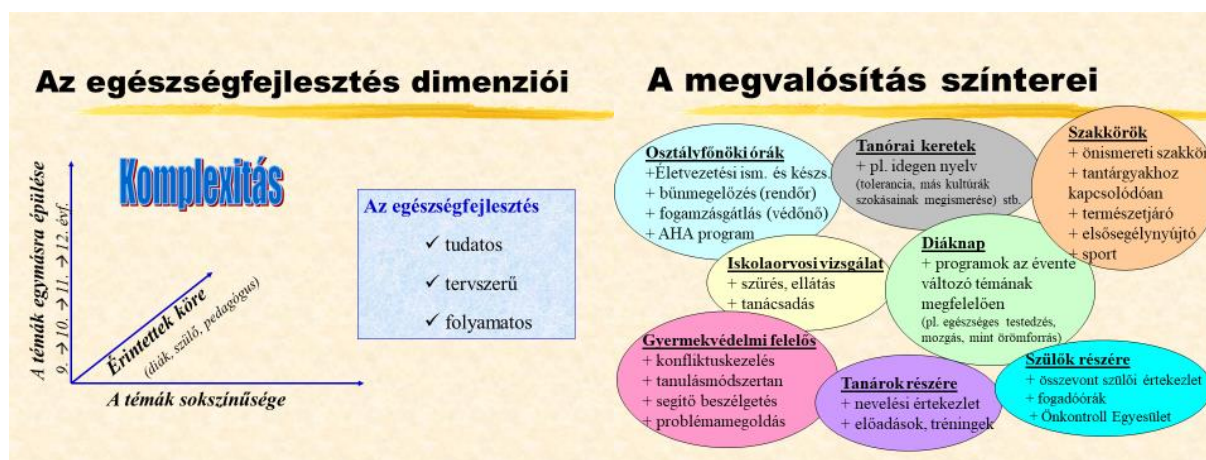 Az egészségfejlesztés dimenziói
Komplexitás
A témák egymásra épülése
9. → 10. → 11. → 12. évf.
Érintettek köre
(diák, szülő, pedagógus)
A témák sokszínűsége
Az egészségfejlesztés
✓ tudatos
✓ tervszerű
✓ folyamatos
A megvalósítás színterei
Osztályfőnöki órák
+Életvezetési ism. és készs.
+ bűnmegelőzés (rendőr)
+ fogamzásgátlás (védőnő)
+ AHA program
Tanórai keretek
+ pl. idegen nyelv
(tolerancia, más kultúrák
szokásainak megismerése) stb.
Szakkörök
+ önismereti szakkör
+ tantárgyakhoz
kapcsolódóan
+ természetjáró
+ elsősegélynyújtó
+ sport
Iskolaorvosi vizsgálat
+ szűrés, ellátás
+ tanácsadás
Diáknap
+ programok az évente
változó témának
megfelelően
(pl. egészséges testedzés,
mozgás, mint örömforrás)
Gyermekvédelmi felelős
+ konfliktuskezelés
+ tanulásmódszertan
+ segítő beszélgetés
+ problémamegoldás
Tanárok részére
+ nevelési értekezlet
+ előadások, tréningek
Szülők részére
+ összevont szülői értekezlet
+ fogadóórák
+ Önkontroll Egyesület